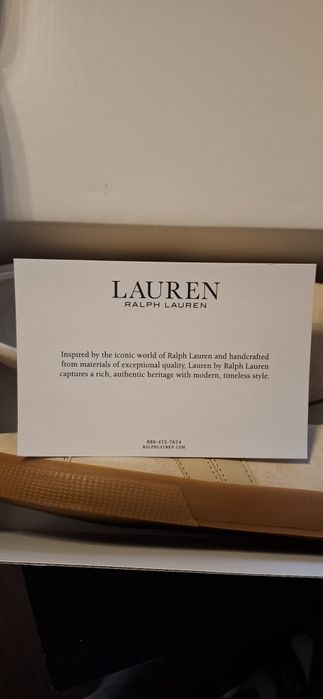 LAUREN
RALPH LAUREN
Inspired by the iconic world of Ralph Lauren and handcrafted
from materials of exceptional quality, Lauren by Ralph Lauren
captures a rich, authentic heritage with modern, timeless style.
888-475-7674
RALPHLAUREN.COM